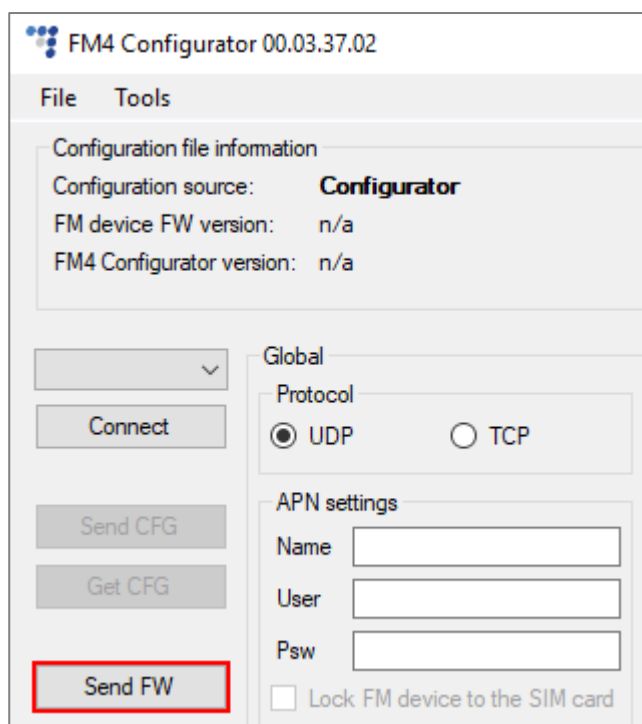 FM4 Configurator 00.03.37.02
File Tools
Configuration file information
Configuration source: Configurator
FM device FW version: n/a
FM4 Configurator version: n/a
Global
Protocol
Connect
UDP TCP
APN settings
Send CFG
Name
Get CFG
User
Psw
Send FW
Lock FM device to the SIM card